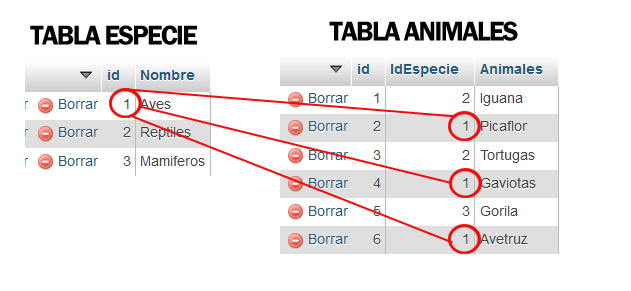 TABLA ESPECIE
id Nombre
r Borrar 1 Aves
r Borrar 2 Reptiles
r Borrar 3 Mamiferos
TABLA ANIMALES
id IdEspecie Animales
Borrar 1 2 Iguana
Borrar 2 1 Picaflor
Borrar 3 2 Tortugas
Borrar 4 1 Gaviotas
Borrar 5 3 Gorila
Borrar 6 1 Avetruz